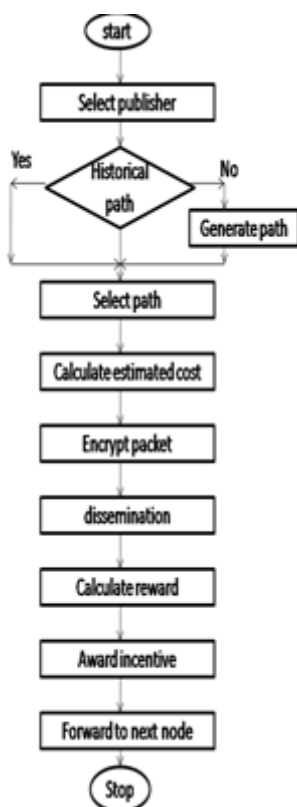 start
Select publisher
Yes
Historical
No
path
Generate path
Select path
Calculate estimated cost
Encrypt packet
dissemination
Calculate reward
Award incentive
Forward to next node
Stop